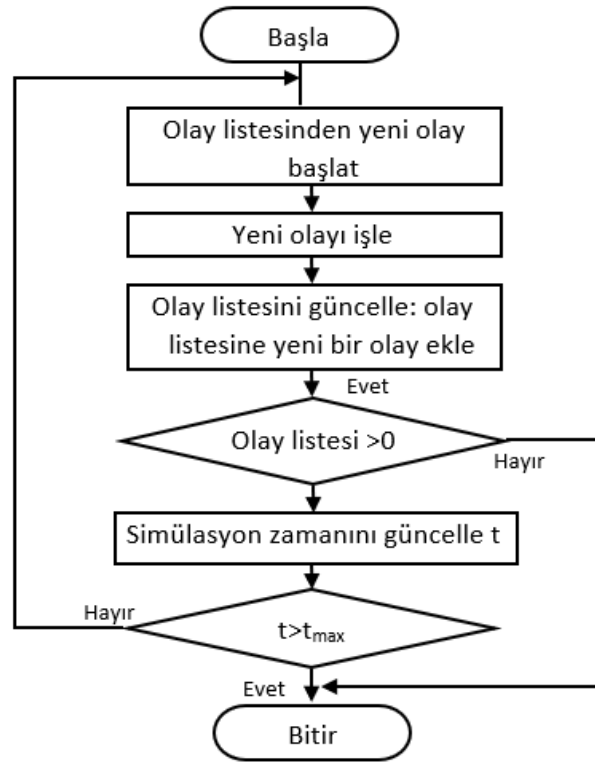 Başla
Olay listesinden yeni olay
başlat
Yeni olayı işle
Olay listesini güncelle: olay
listesine yeni bir olay ekle
Evet
Olay listesi >0
Hayır
Simülasyon zamanını güncelle t
Hayır
t>tmax
Evet
Bitir